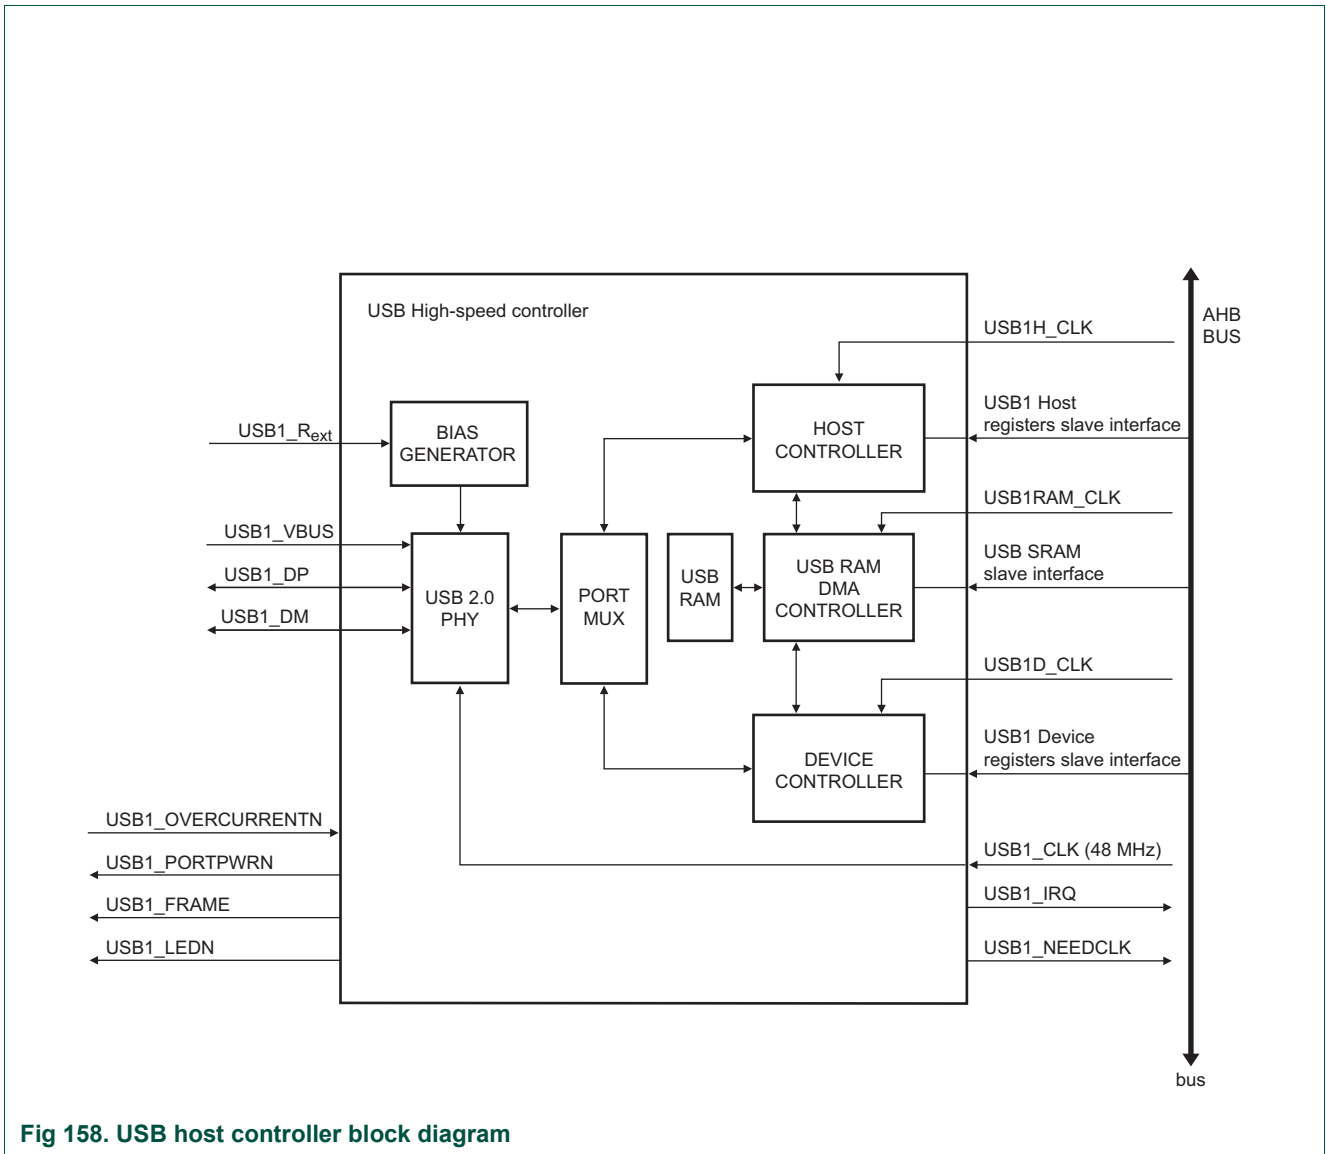 USB High-speed controller
USB1H_CLK
AHB
BUS
USB1 Host
registers slave interface
HOST
CONTROLLER
USB1_Rext
BIAS
GENERATOR
USB1RAM_CLK
USB1_VBUS
USB SRAM
slave interface
USB1_DP
USB1_DM
USB 2.0
PHY
PORT
MUX
USB
RAM
USB RAM
DMA
CONTROLLER
USB1D_CLK
USB1 Device
registers slave interface
DEVICE
CONTROLLER
USB1_OVERCURRENTN
USB1_PORTPWRN
USB1_FRAME
USB1_LEDN
USB1_CLK (48 MHz)
USB1_IRQ
USB1_NEEDCLK
bus
Fig 158. USB host controller block diagram